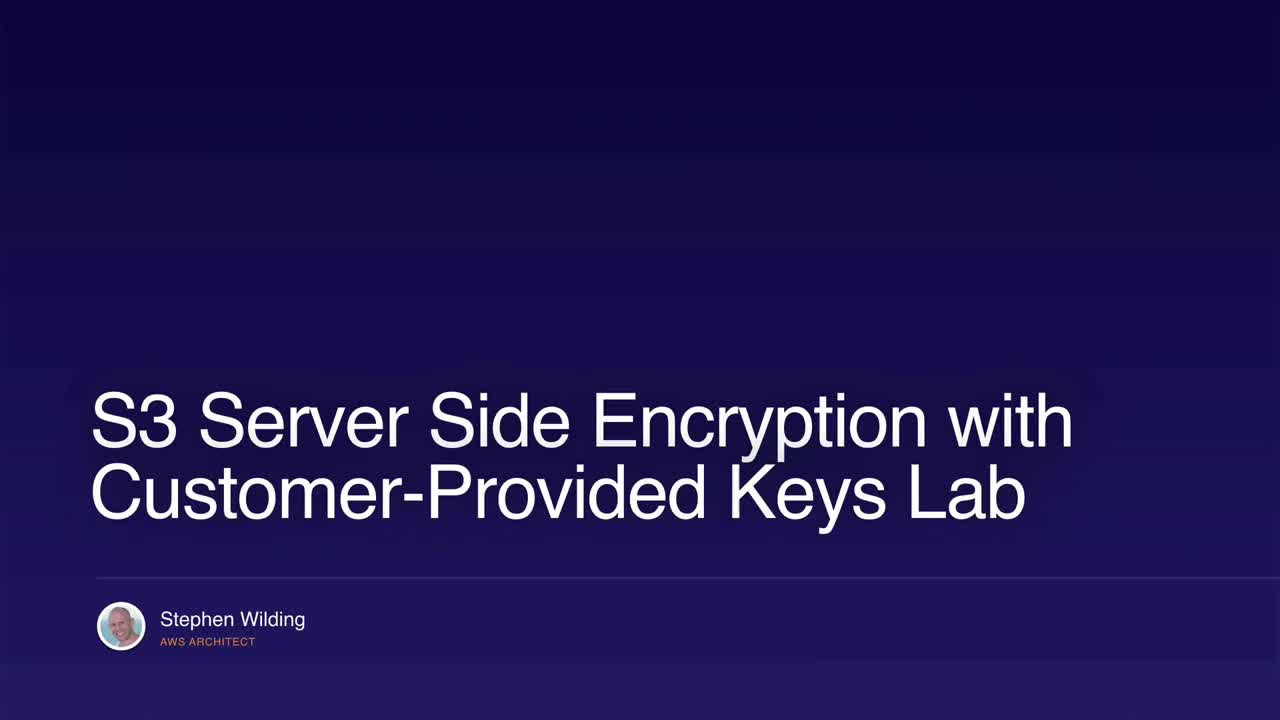 S3 Server Side Encryption with
Customer-Provided Keys Lab
Stephen Wilding
AWS ARCHITECT